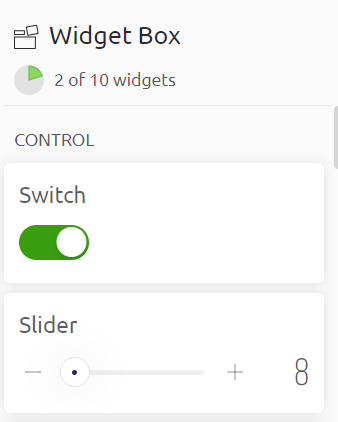 Widget Box
2 of 10 widgets
CONTROL
Switch
Slider
− + 8